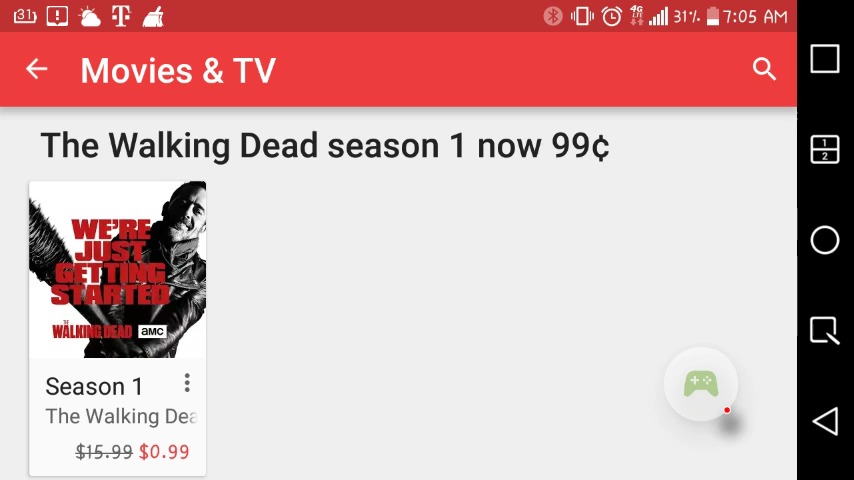 31 31% 7:05 AM
4G
Movies & TV
The Walking Dead season 1 now 99¢
WE'RE
JUST
GETTING
STARTED
THE
WALKING DEAD aMC
Season 1
The Walking Dea
$15.99 $0.99
1
2